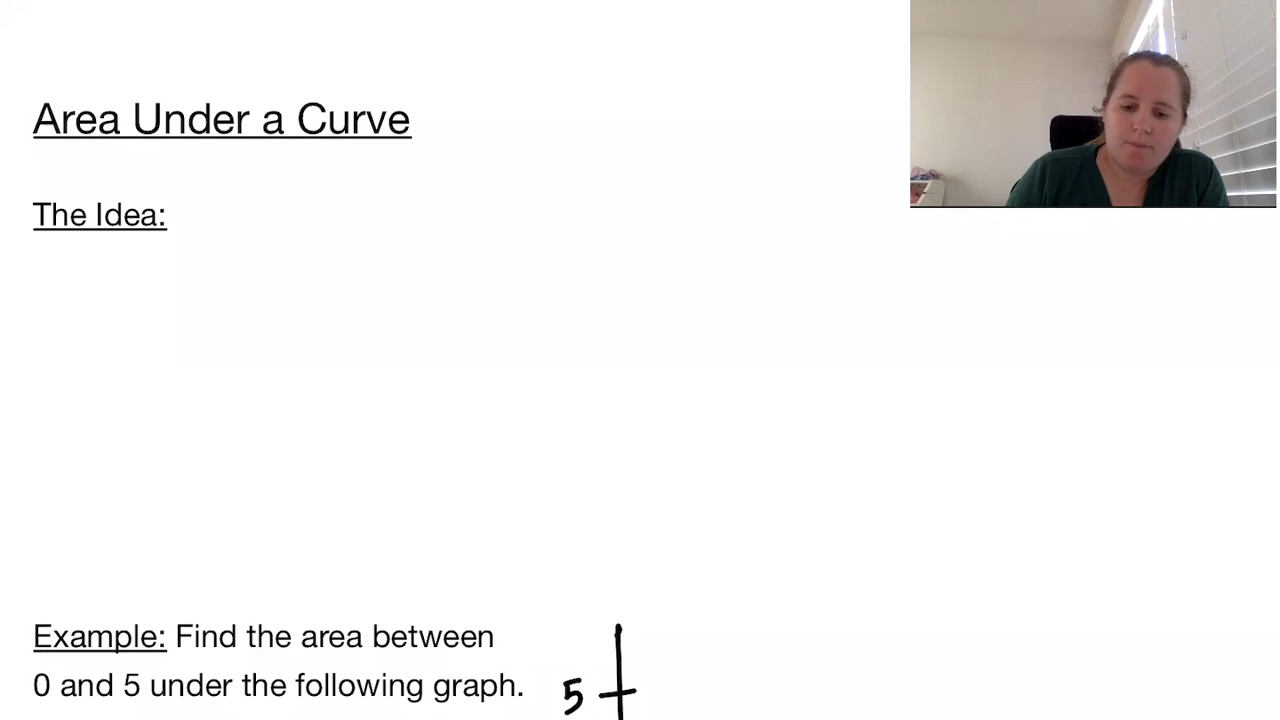 Area Under a Curve
The Idea:
Example: Find the area between
0 and 5 under the following graph.
5